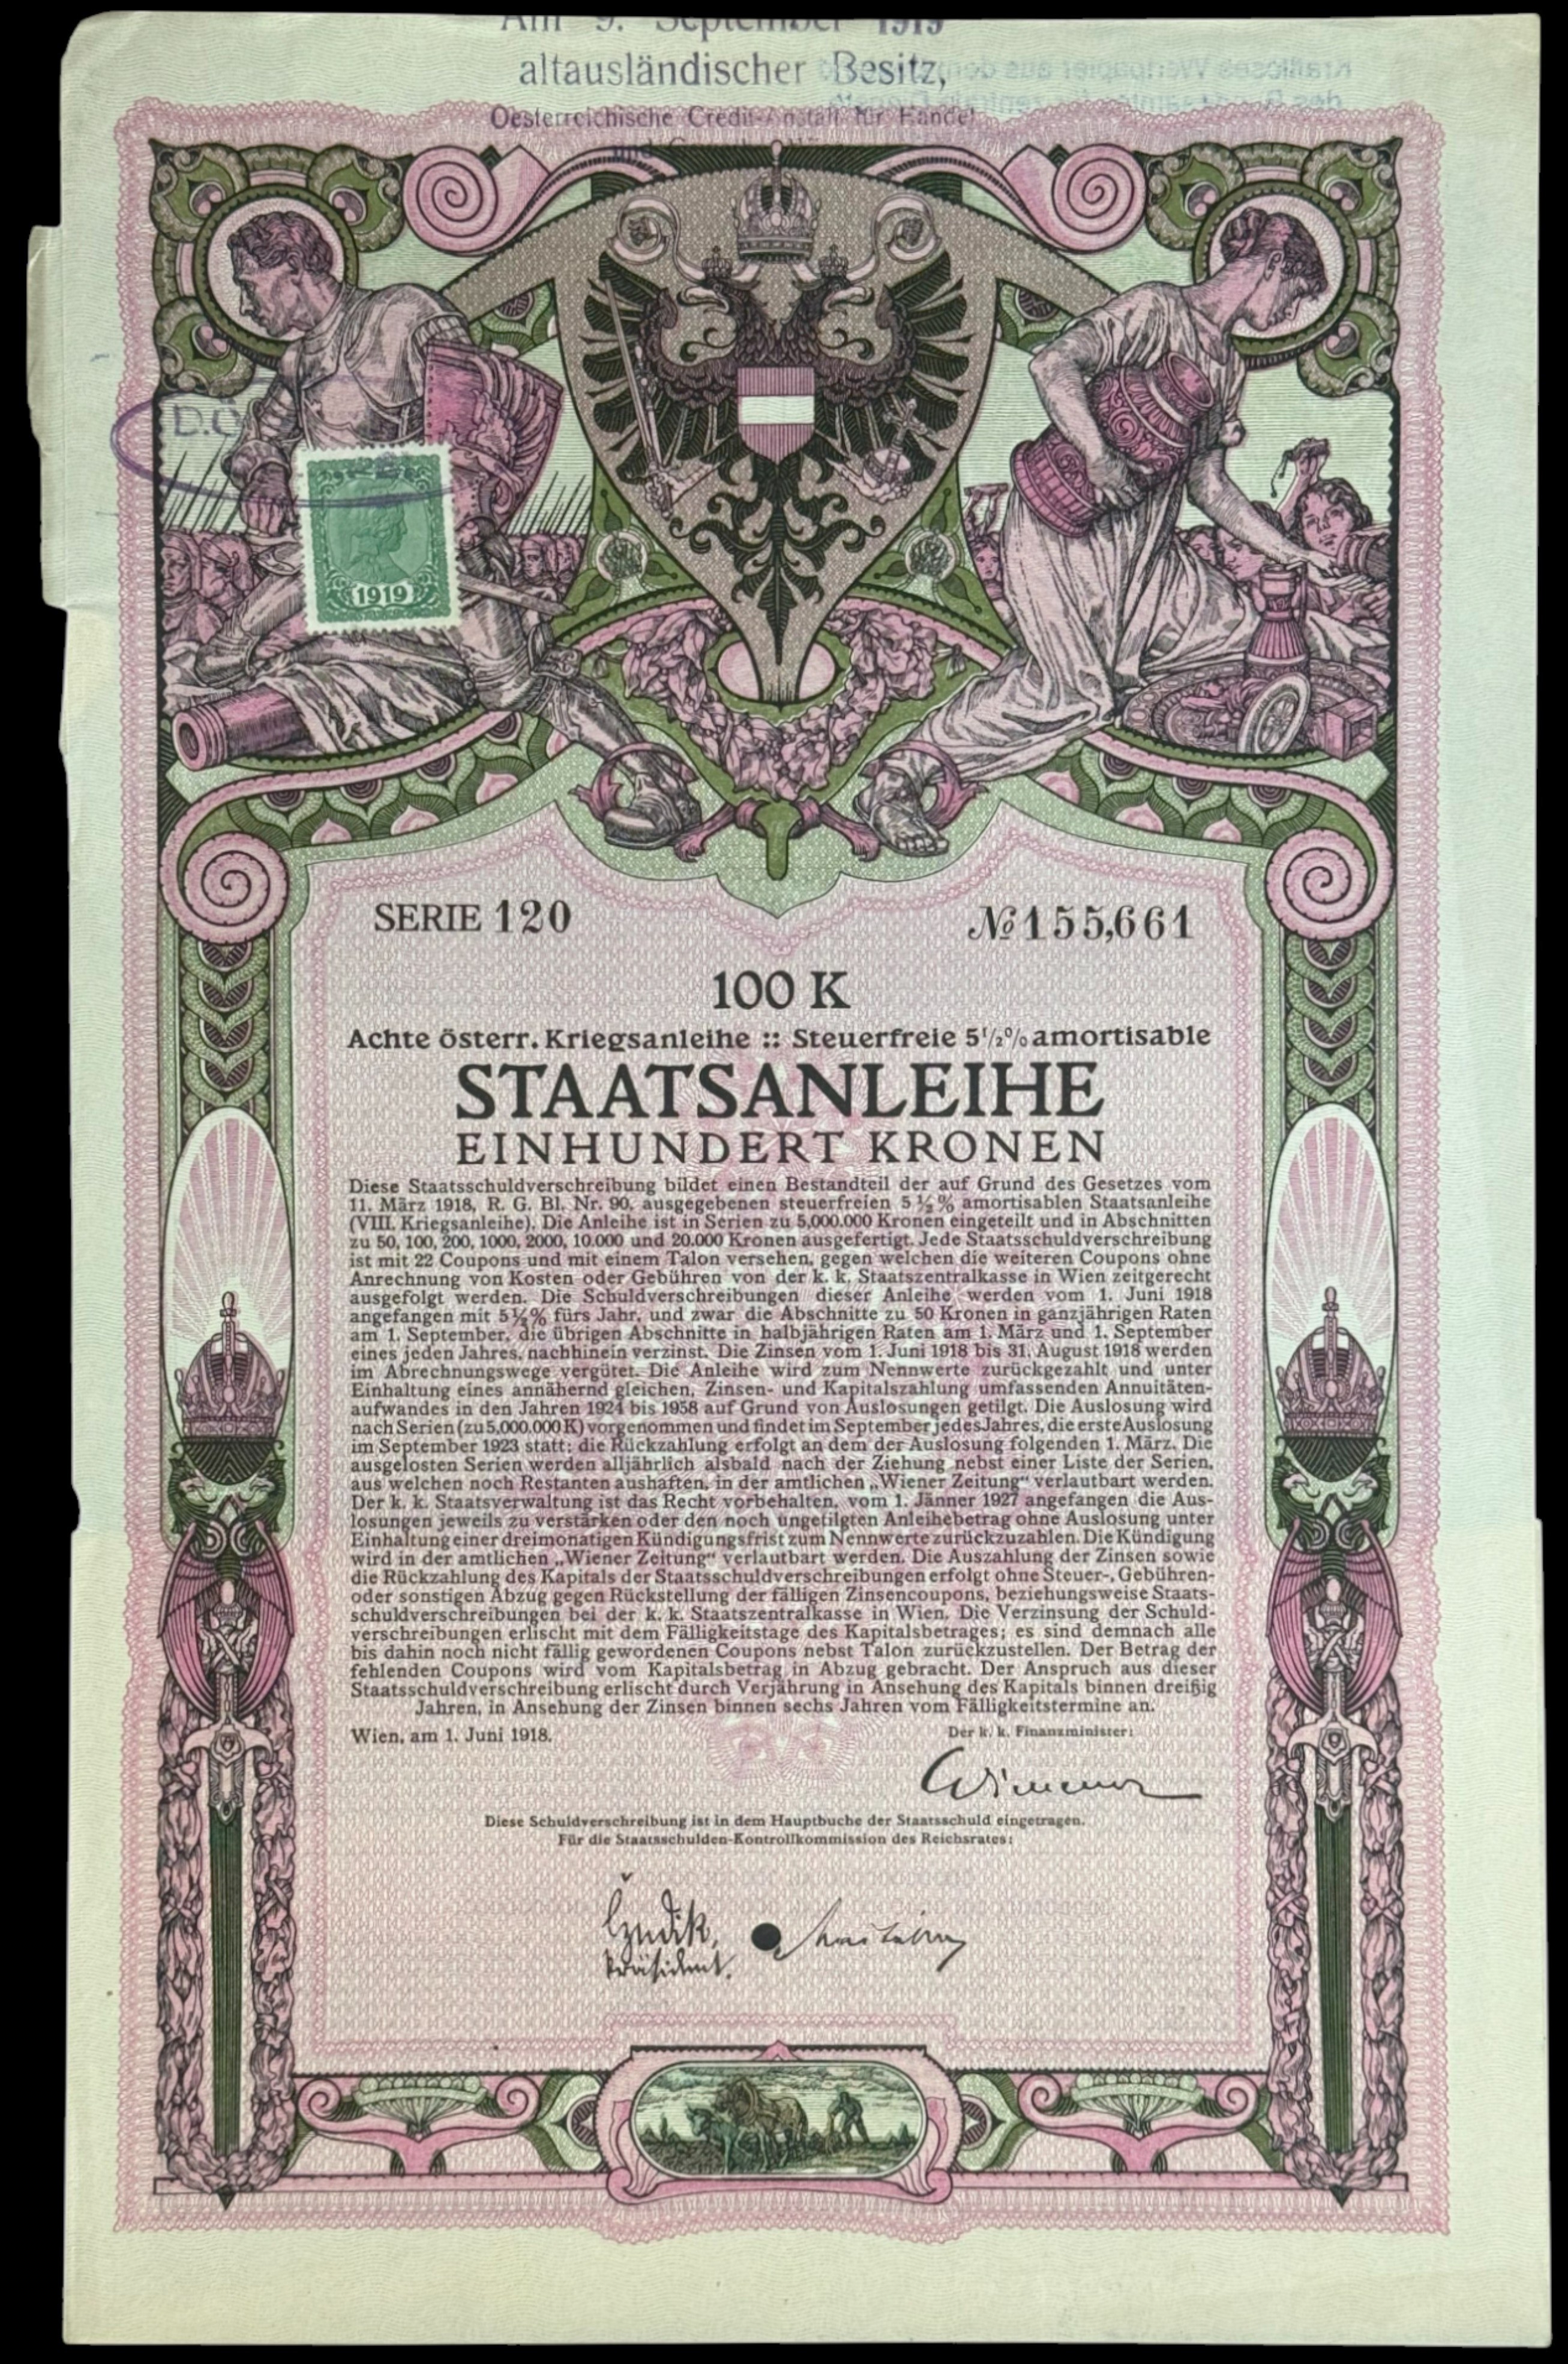 Am 9. September 1919
altausländischer Besitz,
Oesterreichische Credit-Anstalt für Handel
und
Kraftloses Wertpapier aus dem
D.O
1919
SERIE 120
№ 155,661
100 K
Achte österr. Kriegsanleihe :: Steuerfreie 5½% amortisable
STAATSANLEIHE
EINHUNDERT KRONEN
Diese Staatsschuldverschreibung bildet einen Bestandteil der auf Grund des Gesetzes vom
11. März 1918, R. G. Bl. Nr. 90, ausgegebenen steuerfreien 5½% amortisablen Staatsanleihe
(VIII. Kriegsanleihe). Die Anleihe ist in Serien zu 5,000.000 Kronen eingeteilt und in Abschnitten
zu 50, 100, 200, 1000, 2000, 10.000 und 20.000 Kronen ausgefertigt. Jede Staatsschuldverschreibung
ist mit 22 Coupons und mit einem Talon versehen, gegen welchen die weiteren Coupons ohne
Anrechnung von Kosten oder Gebühren von der k. k. Staatszentralkasse in Wien zeitgerecht
ausgefolgt werden. Die Schuldverschreibungen dieser Anleihe werden vom 1. Juni 1918
angefangen mit 5½% fürs Jahr, und zwar die Abschnitte zu 50 Kronen in ganzjährigen Raten
am 1. September, die übrigen Abschnitte in halbjährigen Raten am 1. März und 1. September
eines jeden Jahres, nachhinein verzinst. Die Zinsen vom 1. Juni 1918 bis 31. August 1918 werden
im Abrechnungswege vergütet. Die Anleihe wird zum Nennwerte zurückgezahlt und unter
Einhaltung eines annähernd gleichen, Zinsen- und Kapitalszahlung umfassenden Annuitäten-
aufwandes in den Jahren 1924 bis 1958 auf Grund von Auslosungen getilgt. Die Auslosung wird
nach Serien (zu 5,000.000 K) vorgenommen und findet im September jedes Jahres, die erste Auslosung
im September 1923 statt; die Rückzahlung erfolgt an dem der Auslosung folgenden 1. März. Die
ausgelosten Serien werden alljährlich alsbald nach der Ziehung nebst einer Liste der Serien,
aus welchen noch Restanten aushaften, in der amtlichen „Wiener Zeitung“ verlautbart werden.
Der k. k. Staatsverwaltung ist das Recht vorbehalten, vom 1. Jänner 1927 angefangen die Aus-
losungen jeweils zu verstärken oder den noch ungetilgten Anleihebetrag ohne Auslosung unter
Einhaltung einer dreimonatigen Kündigungsfrist zum Nennwerte zurückzuzahlen. Die Kündigung
wird in der amtlichen „Wiener Zeitung“ verlautbart werden. Die Auszahlung der Zinsen sowie
die Rückzahlung des Kapitals der Staatsschuldverschreibungen erfolgt ohne Steuer-, Gebühren-
oder sonstigen Abzug gegen Rückstellung der fälligen Zinsencoupons, beziehungsweise Staats-
schuldverschreibungen bei der k. k. Staatszentralkasse in Wien. Die Verzinsung der Schuld-
verschreibungen erlischt mit dem Fälligkeitstage des Kapitalsbetrages; es sind demnach alle
bis dahin noch nicht fällig gewordenen Coupons nebst Talon zurückzustellen. Der Betrag der
fehlenden Coupons wird vom Kapitalsbetrag in Abzug gebracht. Der Anspruch aus dieser
Staatsschuldverschreibung erlischt durch Verjährung in Ansehung des Kapitals binnen dreißig
Jahren, in Ansehung der Zinsen binnen sechs Jahren vom Fälligkeitstermine an.
Wien, am 1. Juni 1918.
Der k. k. Finanzminister:
Wimmer
Diese Schuldverschreibung ist in dem Hauptbuche der Staatsschuld eingetragen.
Für die Staatsschulden-Kontrollkommission des Reichsrates:
Präsident.